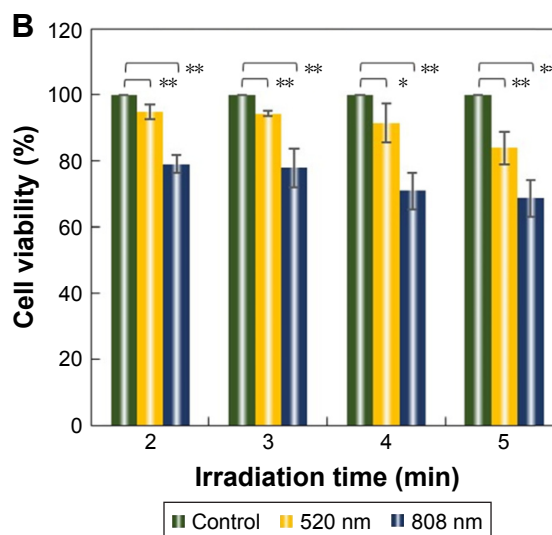 B
120
100
80
60
40
20
0
Cell viability (%)
** ** ** **
** ** * **
2 3 4 5
Irradiation time (min)
Control 520 nm 808 nm